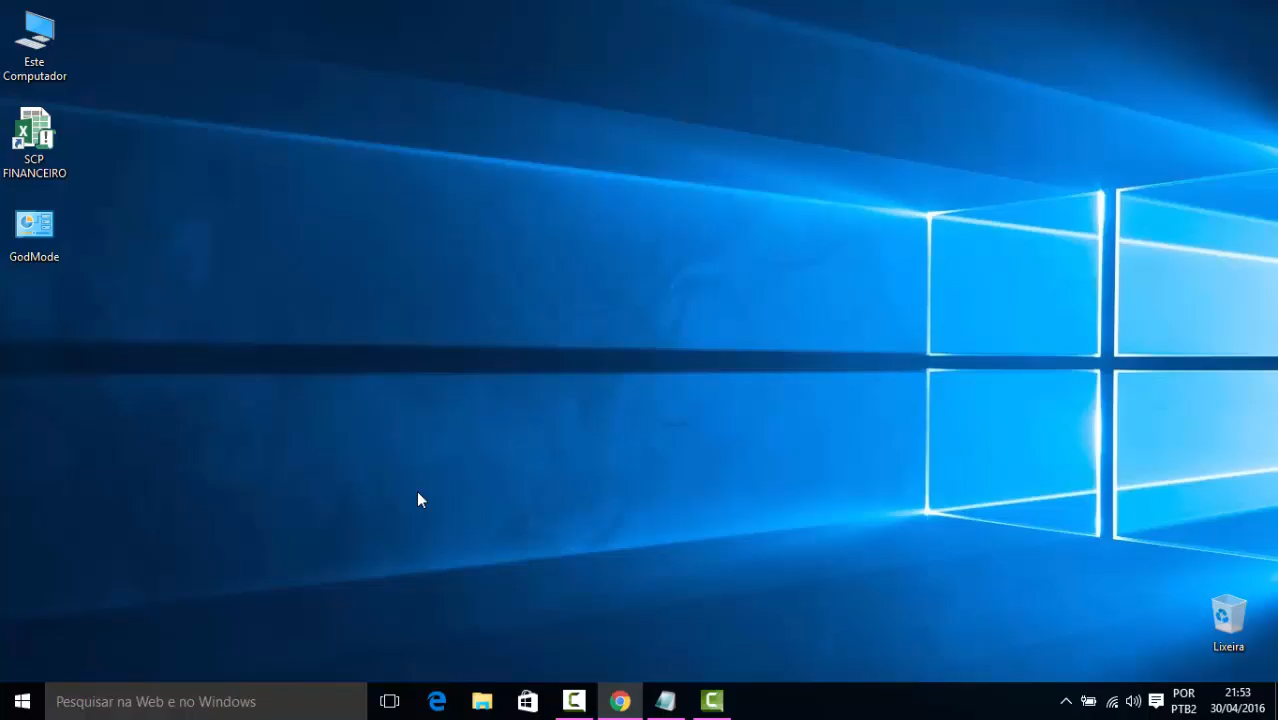 Este
Computador
SCP
FINANCEIRO
GodMode
Lixeira
Pesquisar na Web e no Windows
POR
PTB2
21:53
30/04/2016